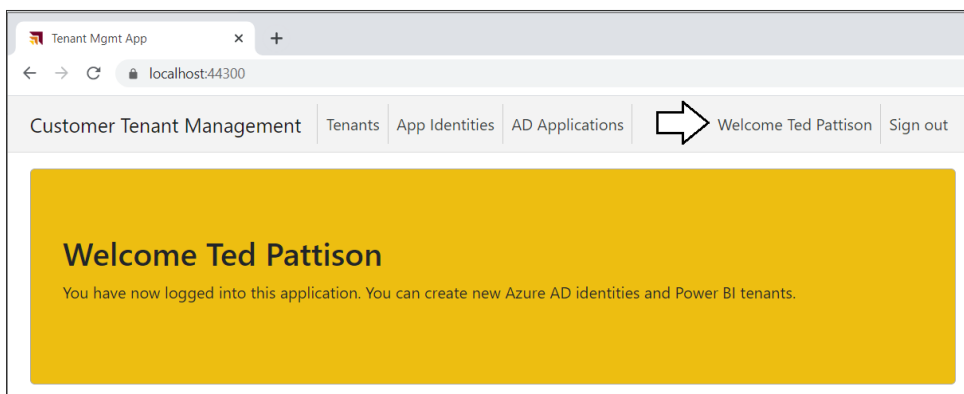 Tenant Mgmt App
localhost:44300
Customer Tenant Management Tenants App Identities AD Applications Welcome Ted Pattison Sign out
Welcome Ted Pattison
You have now logged into this application. You can create new Azure AD identities and Power BI tenants.